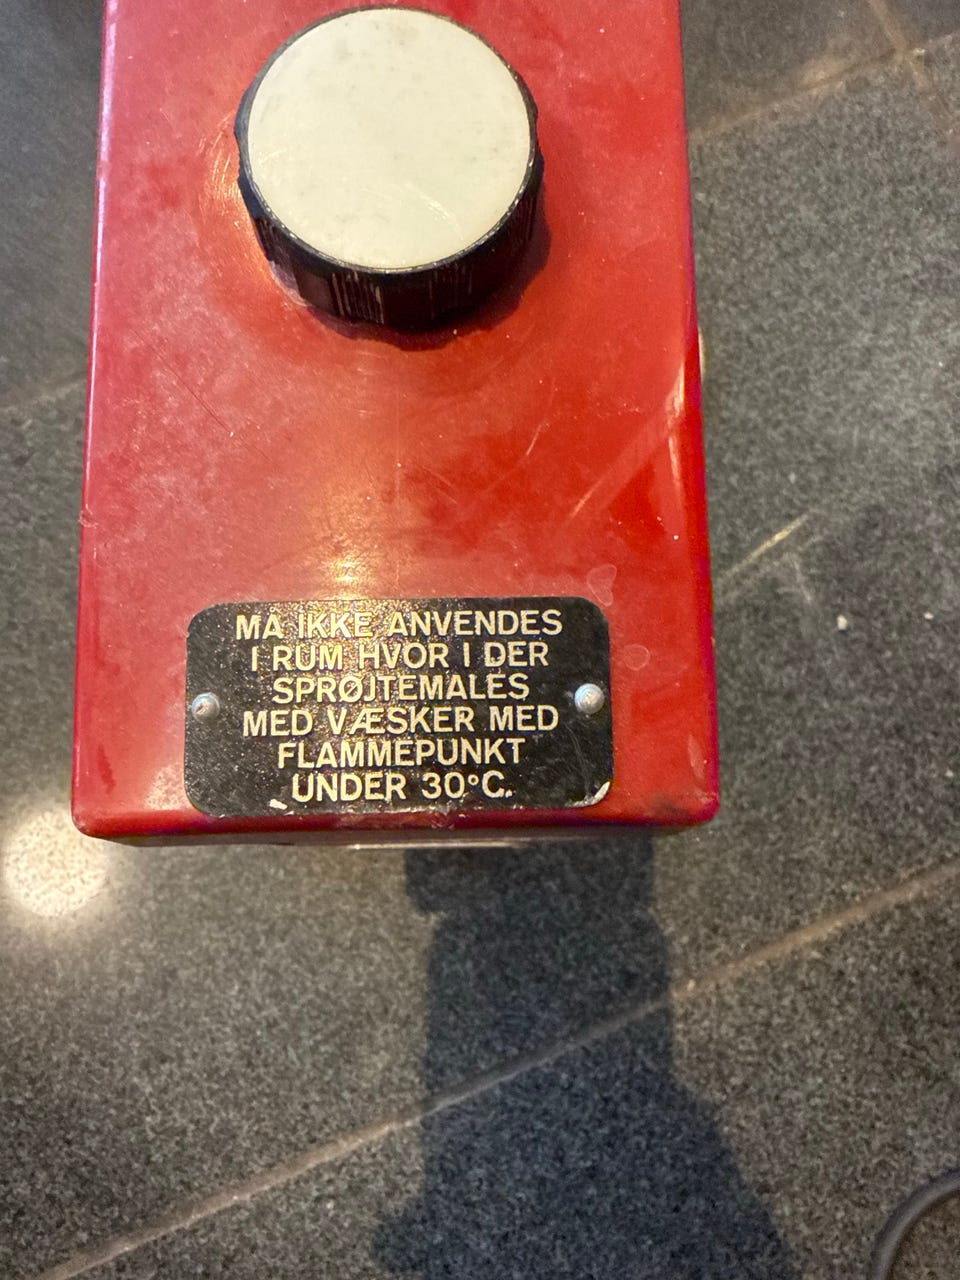 MÅ IKKE ANVENDES
I RUM HVOR I DER
SPRØJTEMALES
MED VÆSKER MED
FLAMMEPUNKT
UNDER 30°C.